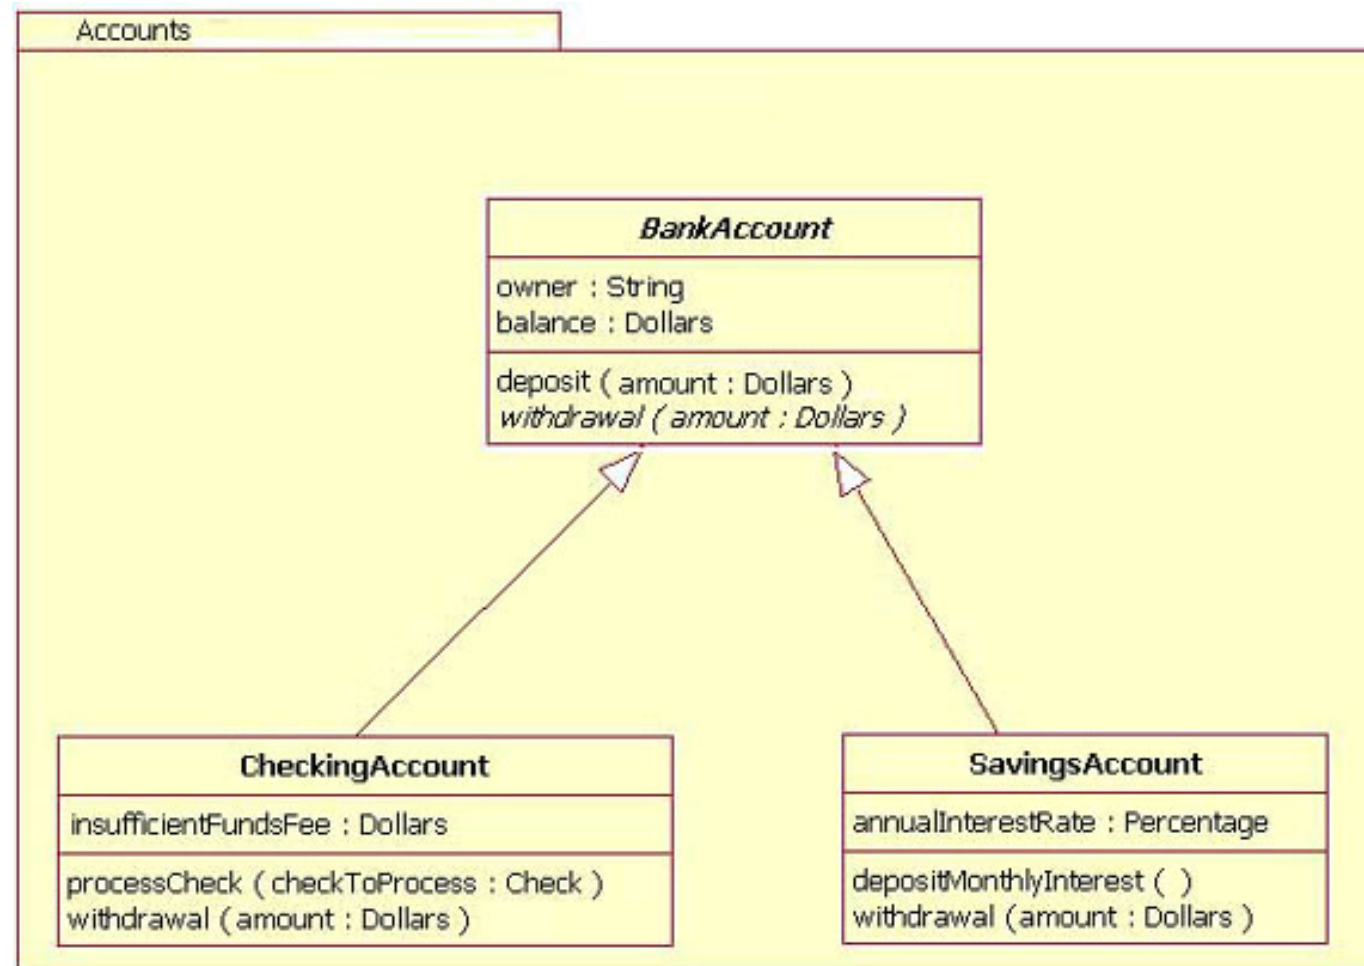 Accounts
BankAccount
owner : String
balance : Dollars
deposit ( amount : Dollars )
withdrawal ( amount : Dollars )
CheckingAccount
insufficientFundsFee : Dollars
processCheck ( checkToProcess : Check )
withdrawal ( amount : Dollars )
SavingsAccount
annualInterestRate : Percentage
depositMonthlyInterest ( )
withdrawal ( amount : Dollars )